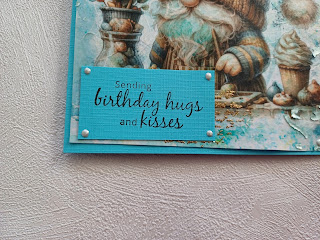 Sending
birthday hugs
and kisses